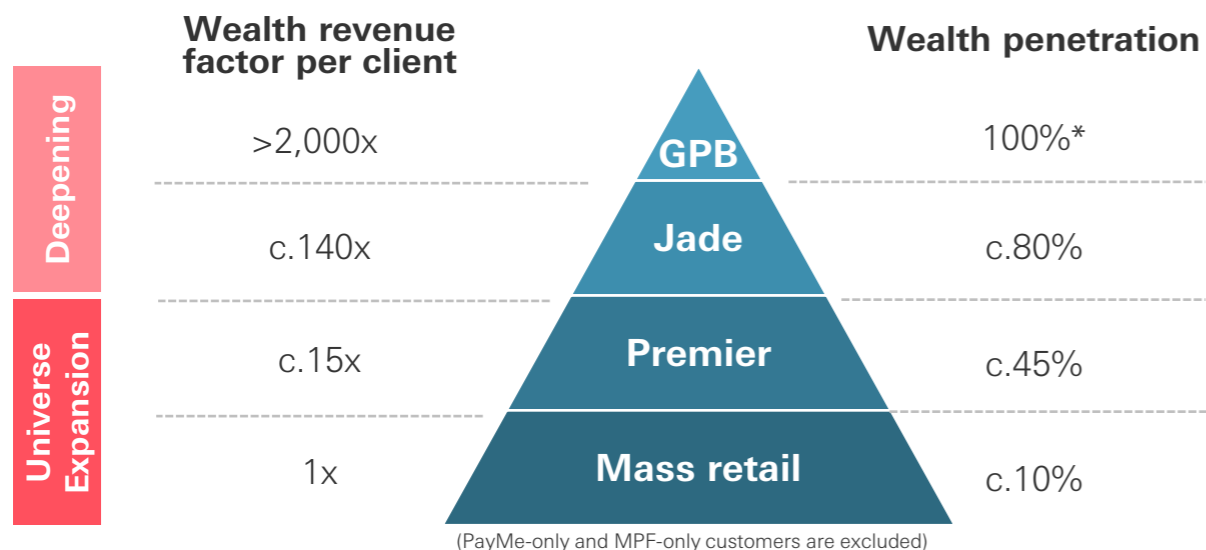 Wealth revenue
factor per client
Wealth penetration
Deepening
>2,000x
GPB
100%*
c.140x
Jade
c.80%
Universe
Expansion
c.15x
Premier
c.45%
1x
Mass retail
c.10%
(PayMe-only and MPF-only customers are excluded)